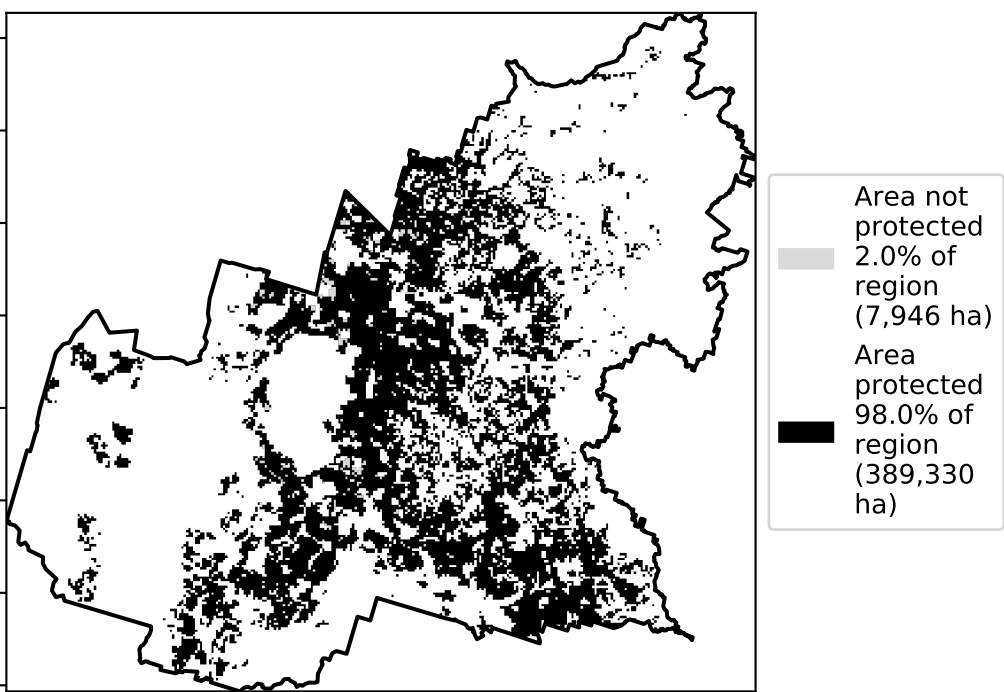 Area not
protected
2.0% of
region
(7,946 ha)
Area
protected
98.0% of
region
(389,330
ha)